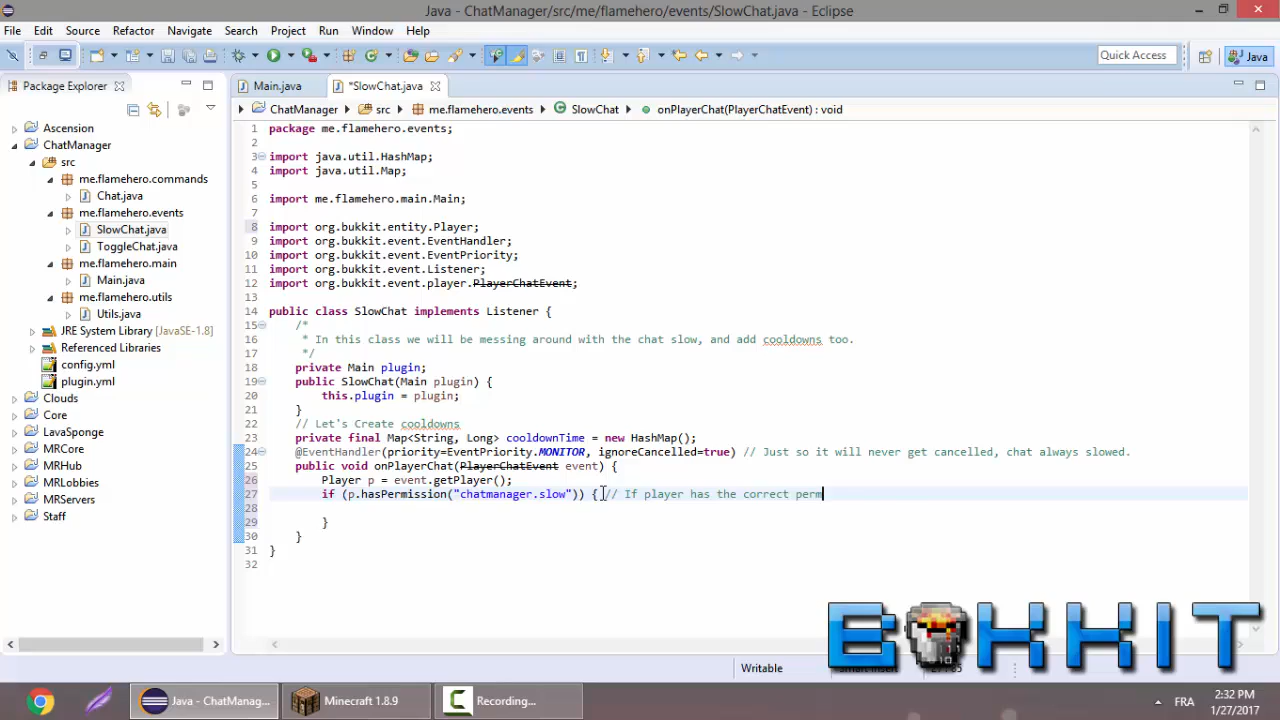 Java - ChatManager/src/me/flamehero/events/SlowChat.java - Eclipse
File Edit Source Refactor Navigate Search Project Run Window Help
Quick Access
Java
Package Explorer
Main.java
*SlowChat.java
ChatManager src me.flamehero.events SlowChat onPlayerChat(PlayerChatEvent) : void
Ascension
ChatManager
src
me.flamehero.commands
Chat.java
me.flamehero.events
SlowChat.java
ToggleChat.java
me.flamehero.main
Main.java
me.flamehero.utils
Utils.java
JRE System Library [JavaSE-1.8]
Referenced Libraries
config.yml
plugin.yml
Clouds
Core
LavaSponge
MRCore
MRHub
MRLobbies
MRServers
Staff
1 package me.flamehero.events;
2
3 import java.util.HashMap;
4 import java.util.Map;
5
6 import me.flamehero.main.Main;
7
8 import org.bukkit.entity.Player;
9 import org.bukkit.event.EventHandler;
10 import org.bukkit.event.EventPriority;
11 import org.bukkit.event.Listener;
12 import org.bukkit.event.player.PlayerChatEvent;
13
14 public class SlowChat implements Listener {
15 /*
16 * In this class we will be messing around with the chat slow, and add cooldowns too.
17 */
18 private Main plugin;
19 public SlowChat(Main plugin) {
20 this.plugin = plugin;
21 }
22 // Let's Create cooldowns
23 private final Map<String, Long> cooldownTime = new HashMap();
24 @EventHandler(priority=EventPriority.MONITOR, ignoreCancelled=true) // Just so it will never get cancelled, chat always slowed.
25 public void onPlayerChat(PlayerChatEvent event) {
26 Player p = event.getPlayer();
27 if (p.hasPermission("chatmanager.slow")) { // If player has the correct perm
28
29 }
30 }
31 }
32
BUKKIT
Writable
Java - ChatManag...
Minecraft 1.8.9
Recording...
FRA
2:32 PM
1/27/2017